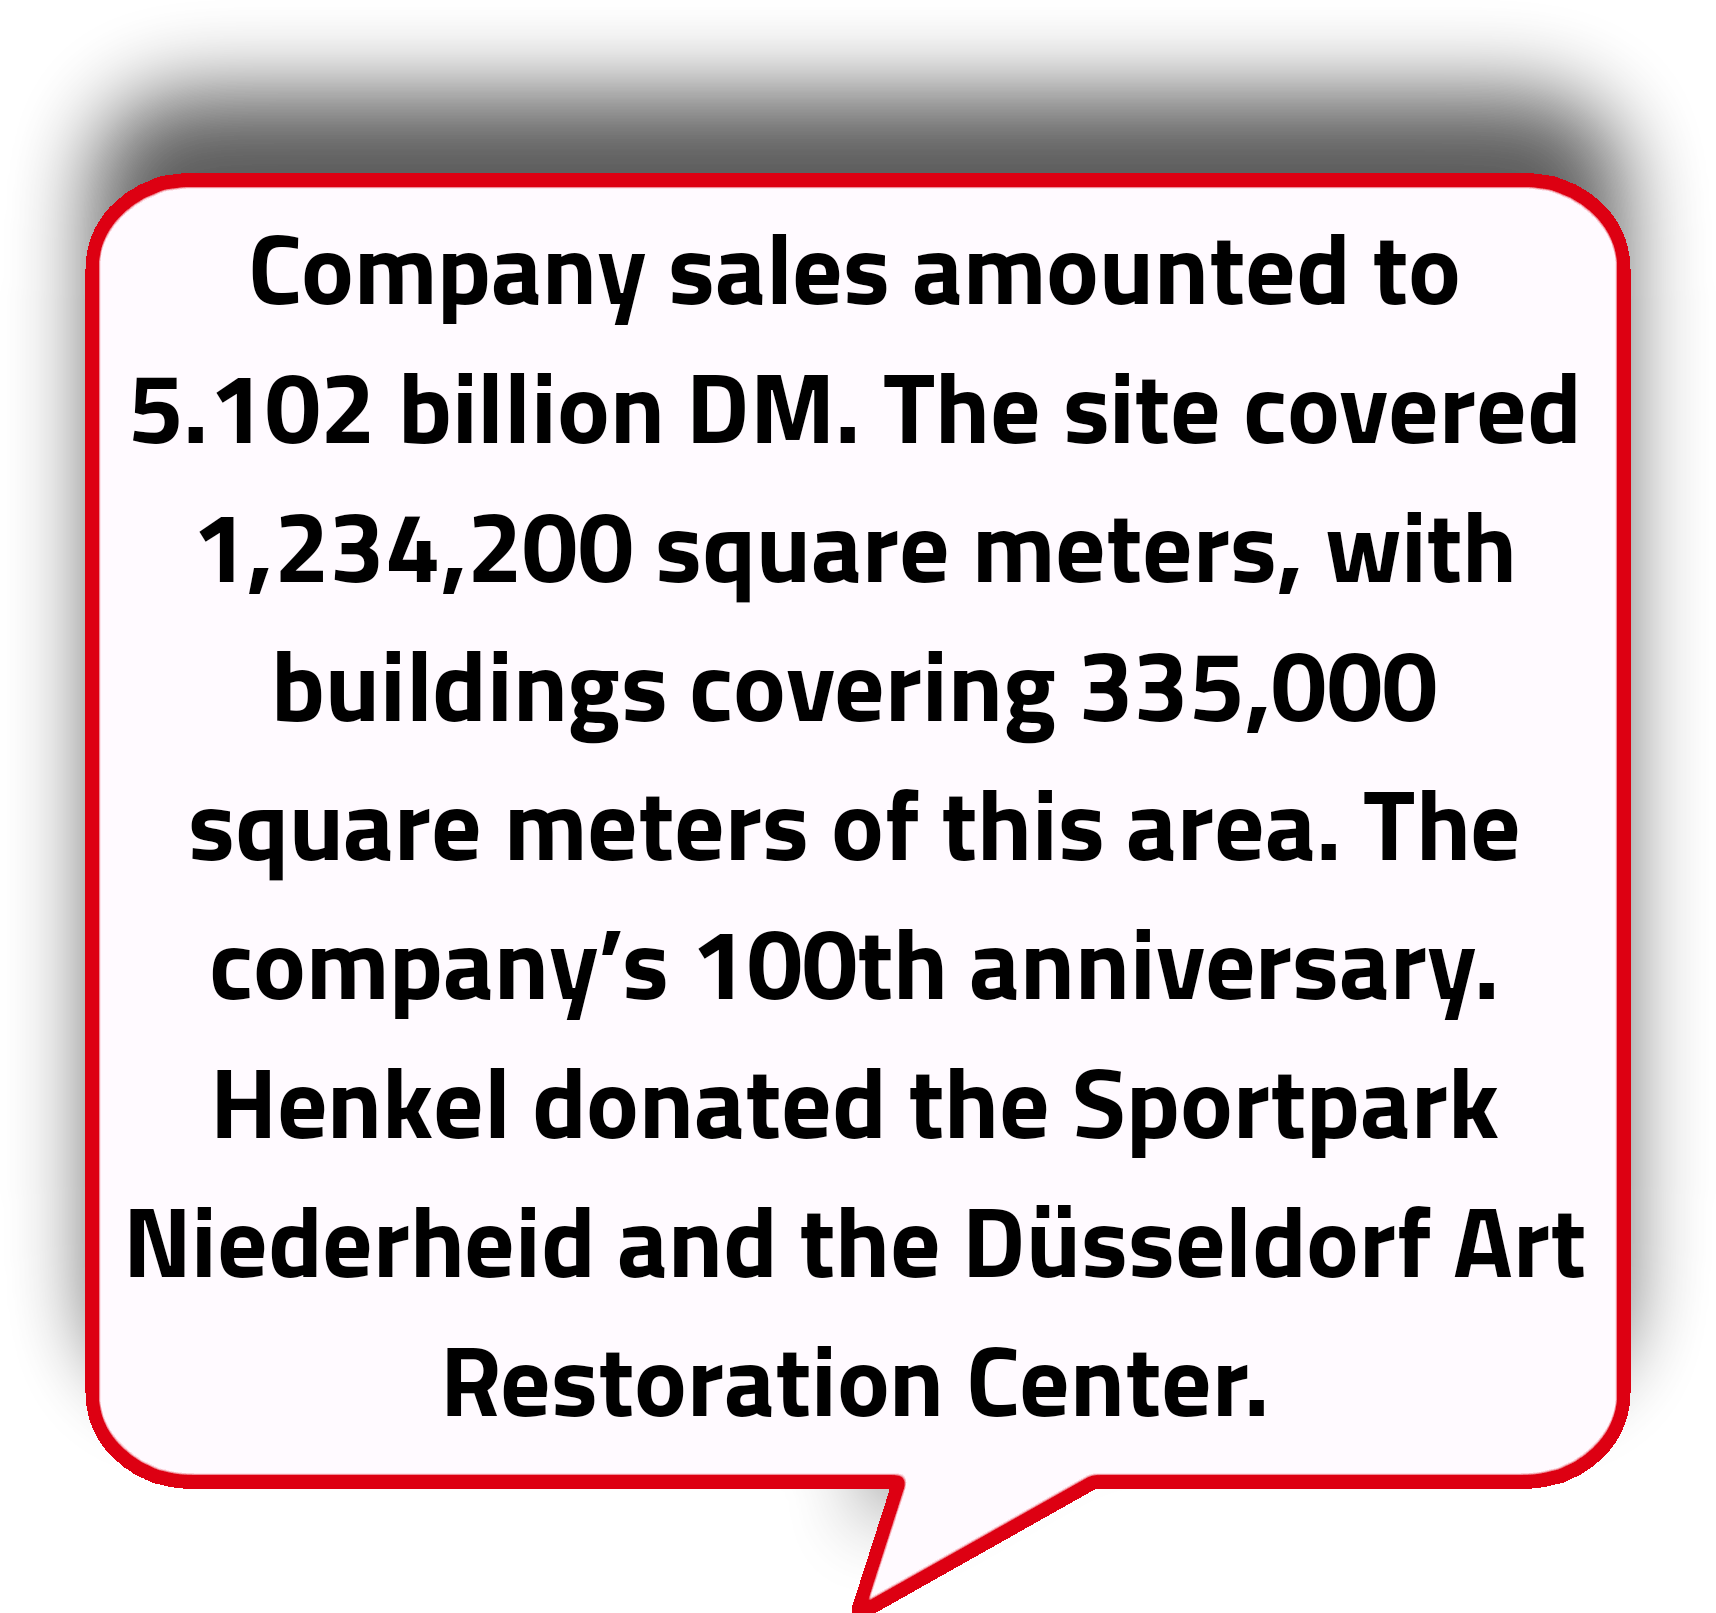 Company sales amounted to
5.102 billion DM. The site covered
1,234,200 square meters, with
buildings covering 335,000
square meters of this area. The
company’s 100th anniversary.
Henkel donated the Sportpark
Niederheid and the Düsseldorf Art
Restoration Center.